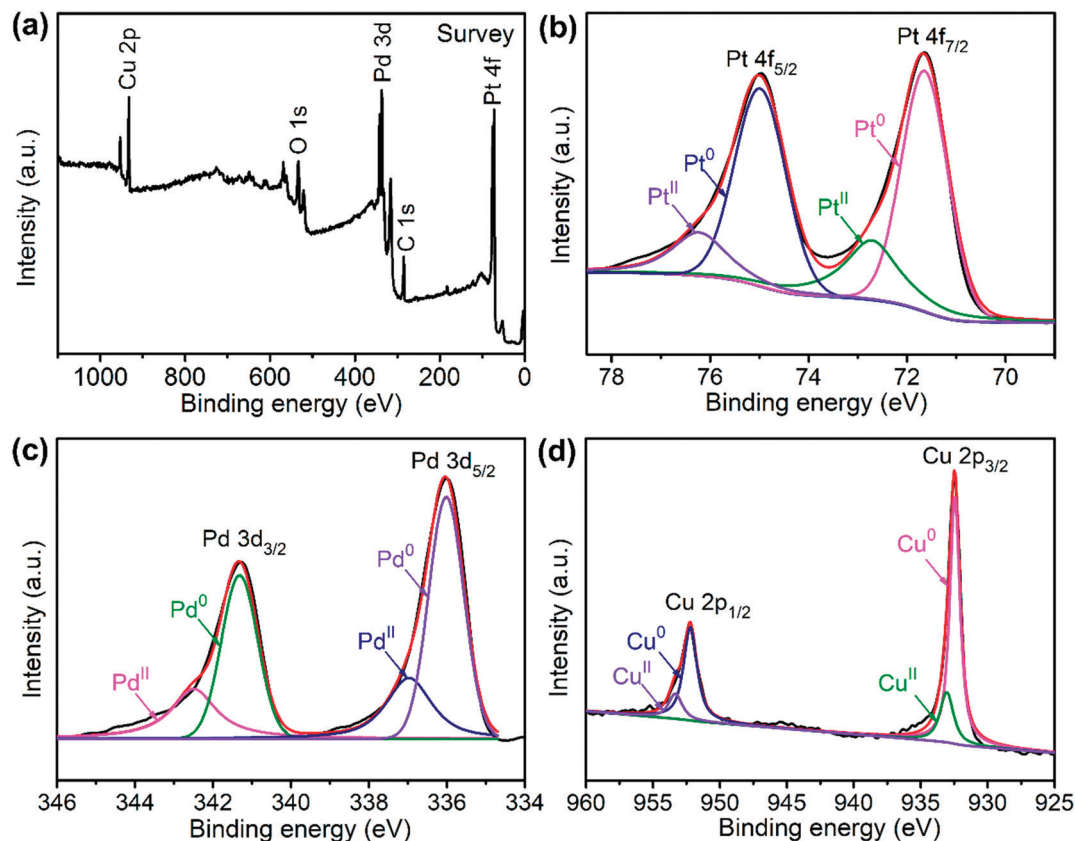 (a)
Survey
Cu 2p
O 1s
C 1s
Pd 3d
Pt 4f
Intensity (a.u.)
1000 800 600 400 200 0
Binding energy (eV)
(b)
Pt 4f5/2
Pt 4f7/2
Pt0
PtII
Pt0
PtII
Intensity (a.u.)
78 76 74 72 70
Binding energy (eV)
(c)
Pd 3d5/2
Pd 3d3/2
Pd0
PdII
Pd0
PdII
Intensity (a.u.)
346 344 342 340 338 336 334
Binding energy (eV)
(d)
Cu 2p3/2
Cu 2p1/2
Cu0
CuII
Cu0
CuII
Intensity (a.u.)
960 955 950 945 940 935 930 925
Binding energy (eV)